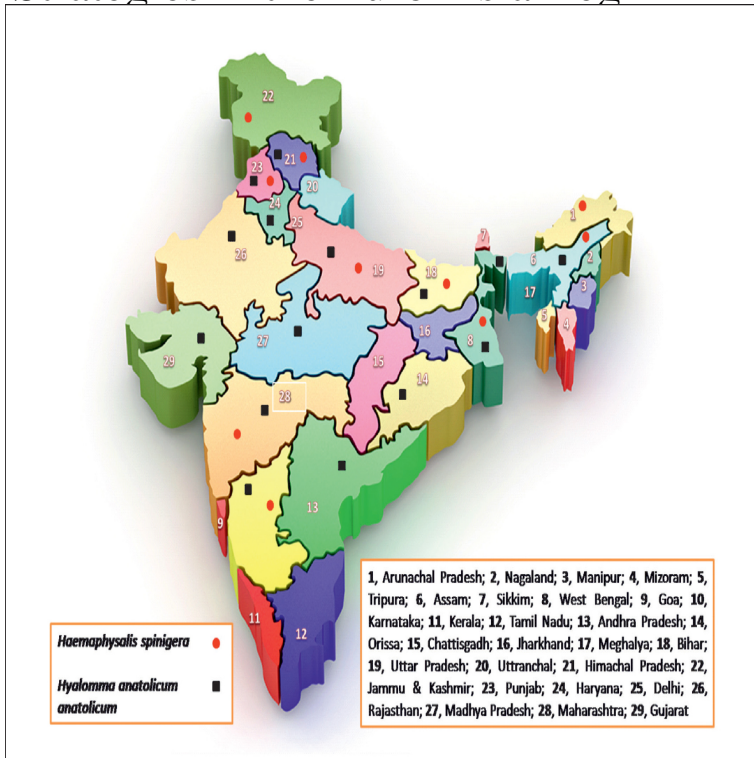 22
21
23
20
24
25
26
19
18
7
1
6
2
17
3
5
4
27
16
8
29
15
14
28
13
9
11
12
Haemaphysalis spinigera
Hyalomma anatolicum
anatolicum
1, Arunachal Pradesh; 2, Nagaland; 3, Manipur; 4, Mizoram; 5,
Tripura; 6, Assam; 7, Sikkim; 8, West Bengal; 9, Goa; 10,
Karnataka; 11, Kerala; 12, Tamil Nadu; 13, Andhra Pradesh; 14,
Orissa; 15, Chattisgadh; 16, Jharkhand; 17, Meghalya; 18, Bihar;
19, Uttar Pradesh; 20, Uttranchal; 21, Himachal Pradesh; 22,
Jammu & Kashmir; 23, Punjab; 24, Haryana; 25, Delhi; 26,
Rajasthan; 27, Madhya Pradesh; 28, Maharashtra; 29, Gujarat